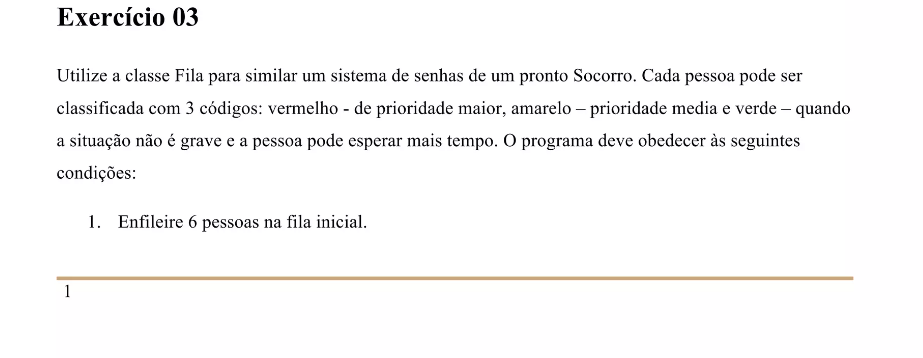 Exercício 03
Utilize a classe Fila para similar um sistema de senhas de um pronto Socorro. Cada pessoa pode ser
classificada com 3 códigos: vermelho - de prioridade maior, amarelo – prioridade media e verde – quando
a situação não é grave e a pessoa pode esperar mais tempo. O programa deve obedecer às seguintes
condições:
1. Enfileire 6 pessoas na fila inicial.
1